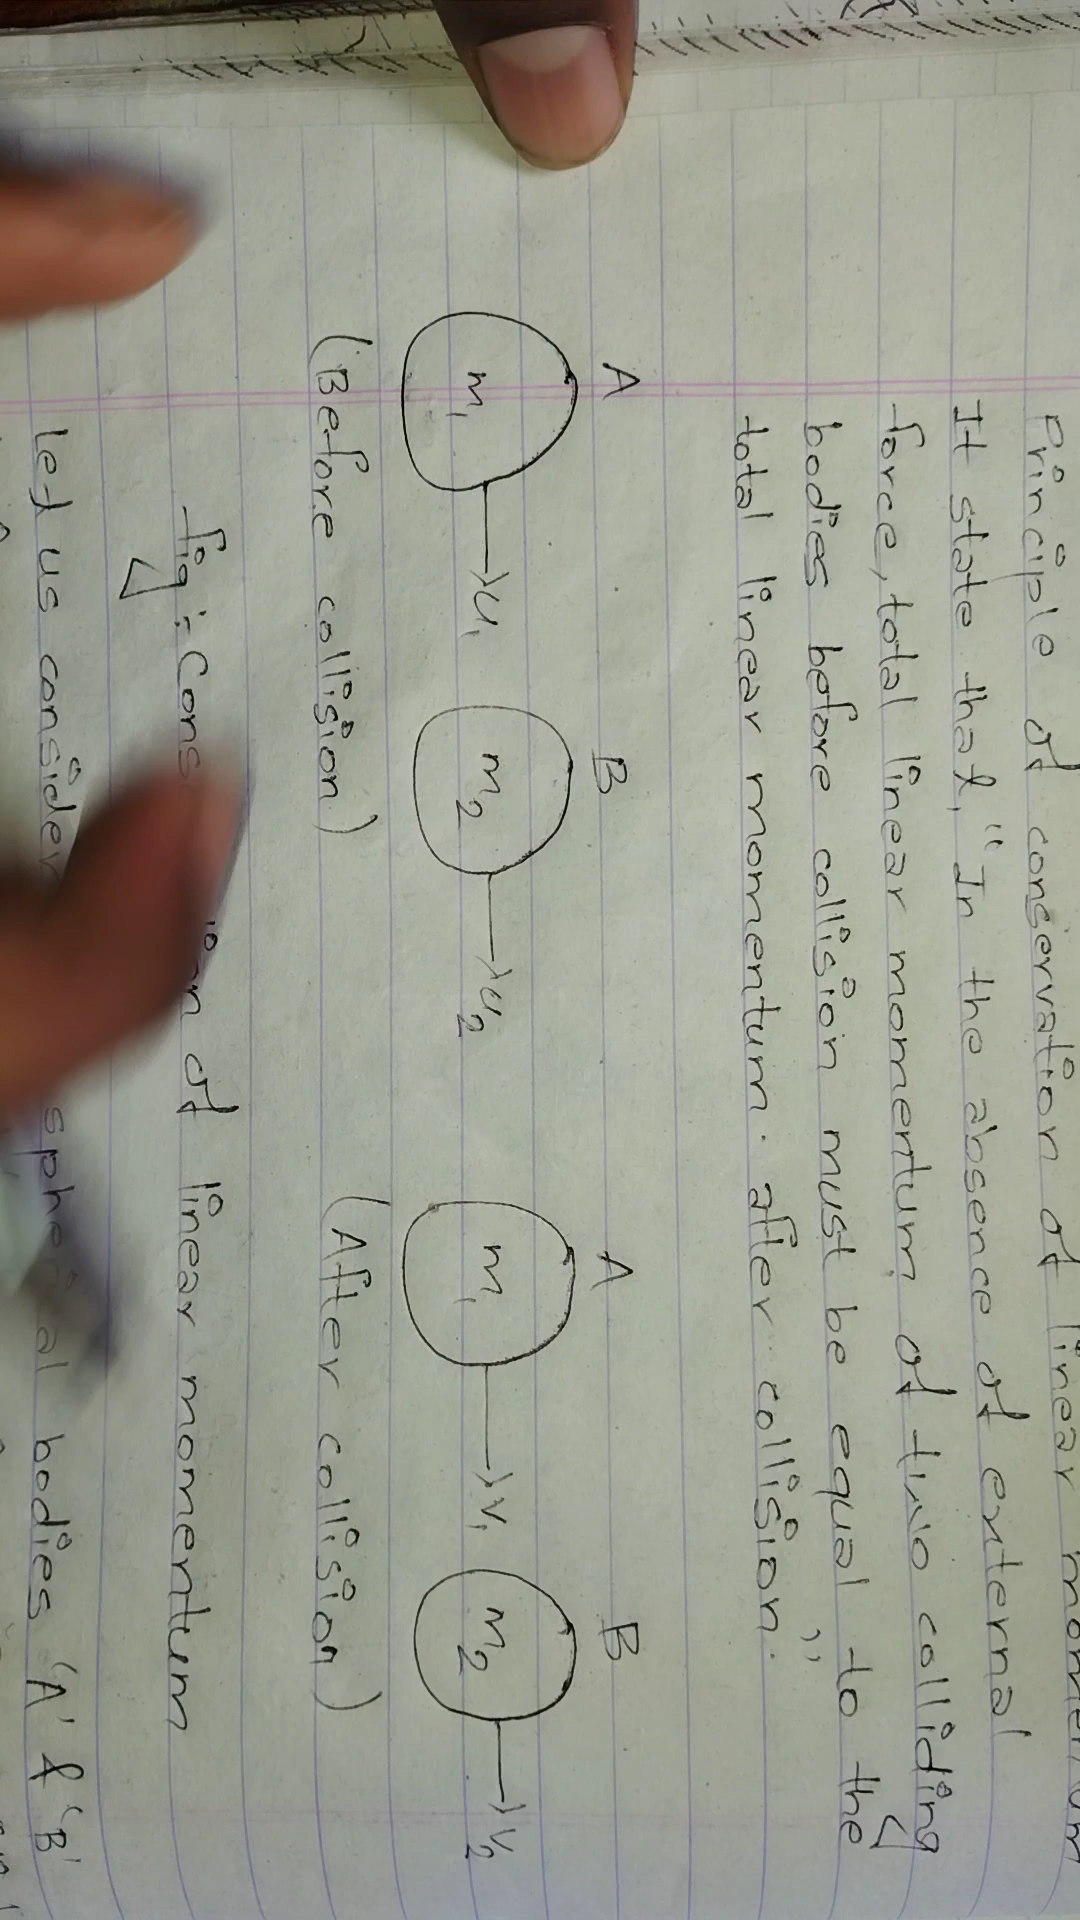 Principle of conservation of linear momentum
It state that, "In the absence of external
force, total linear momentum of two colliding
bodies before collision must be equal to the
total linear momentum. after collision."
A B A B
m₁ u₁ m₂ u₂ m₁ v₁ m₂ v₂
(Before collision) (After collision)
fig: of linear momentum
let us consider bodies 'A' & 'B'